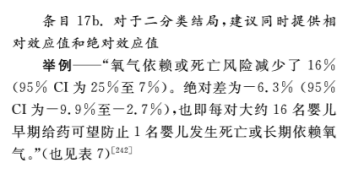 条目 17b. 对于二分类结局,建议同时提供相
对效应值和绝对效应值
举例——“氧气依赖或死亡风险减少了 16%
(95% CI 为 25%至 7%)。绝对差为－6.3% (95%
CI 为－9.9%至－2.7%),也即每对大约 16 名婴儿
早期给药可望防止 1 名婴儿发生死亡或长期依赖氧
气。”(也见表 7)[242]